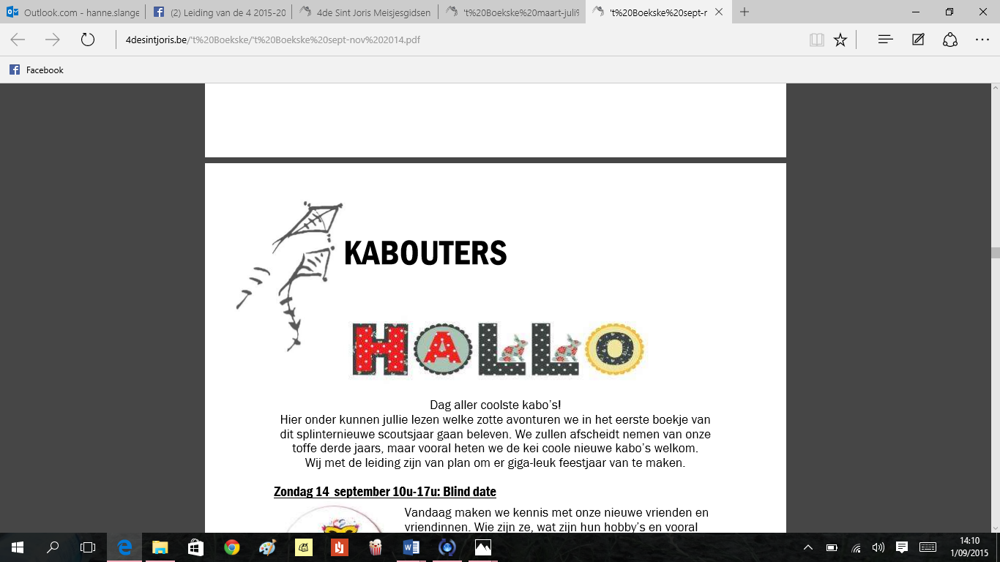 Outlook.com - hanne.slange
(2) Leiding van de 4 2015-20
4de Sint Joris Meisjesgidsen
't%20Boekske%20maart-juli%
't%20Boekske%20sept-r
4desintjoris.be/'t%20Boekske/'t%20Boekske%20sept-nov%202014.pdf
Facebook
KABOUTERS
HALLO
Dag aller coolste kabo's!
Hier onder kunnen jullie lezen welke zotte avonturen we in het eerste boekje van
dit splinternieuwe scoutsjaar gaan beleven. We zullen afscheidt nemen van onze
toffe derde jaars, maar vooral heten we de kei coole nieuwe kabo's welkom.
Wij met de leiding zijn van plan om er giga-leuk feestjaar van te maken.
Zondag 14 september 10u-17u: Blind date
Vandaag maken we kennis met onze nieuwe vrienden en
vriendinnen. Wie zijn ze, wat zijn hun hobby's en vooral
14:10
1/09/2015